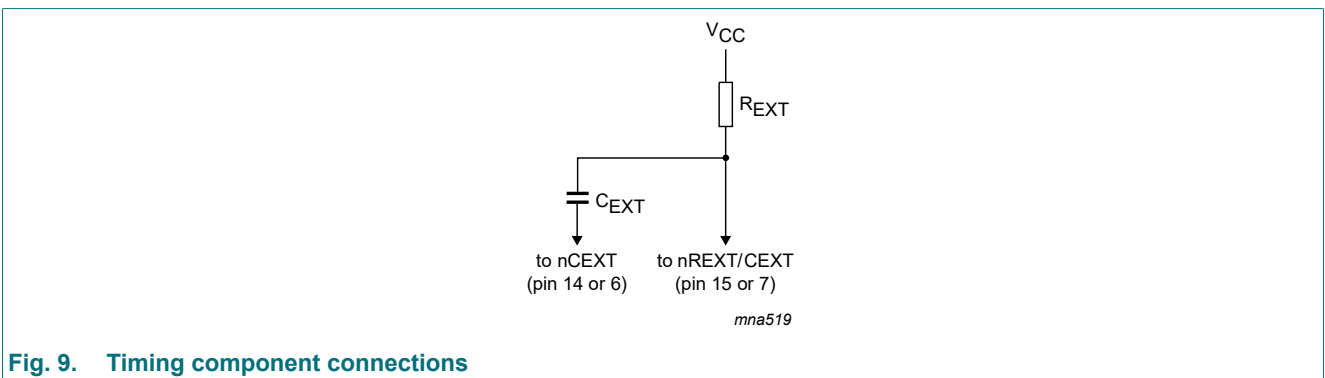 VCC
REXT
CEXT
to nCEXT to nREXT/CEXT
(pin 14 or 6) (pin 15 or 7)
mna519
Fig. 9. Timing component connections